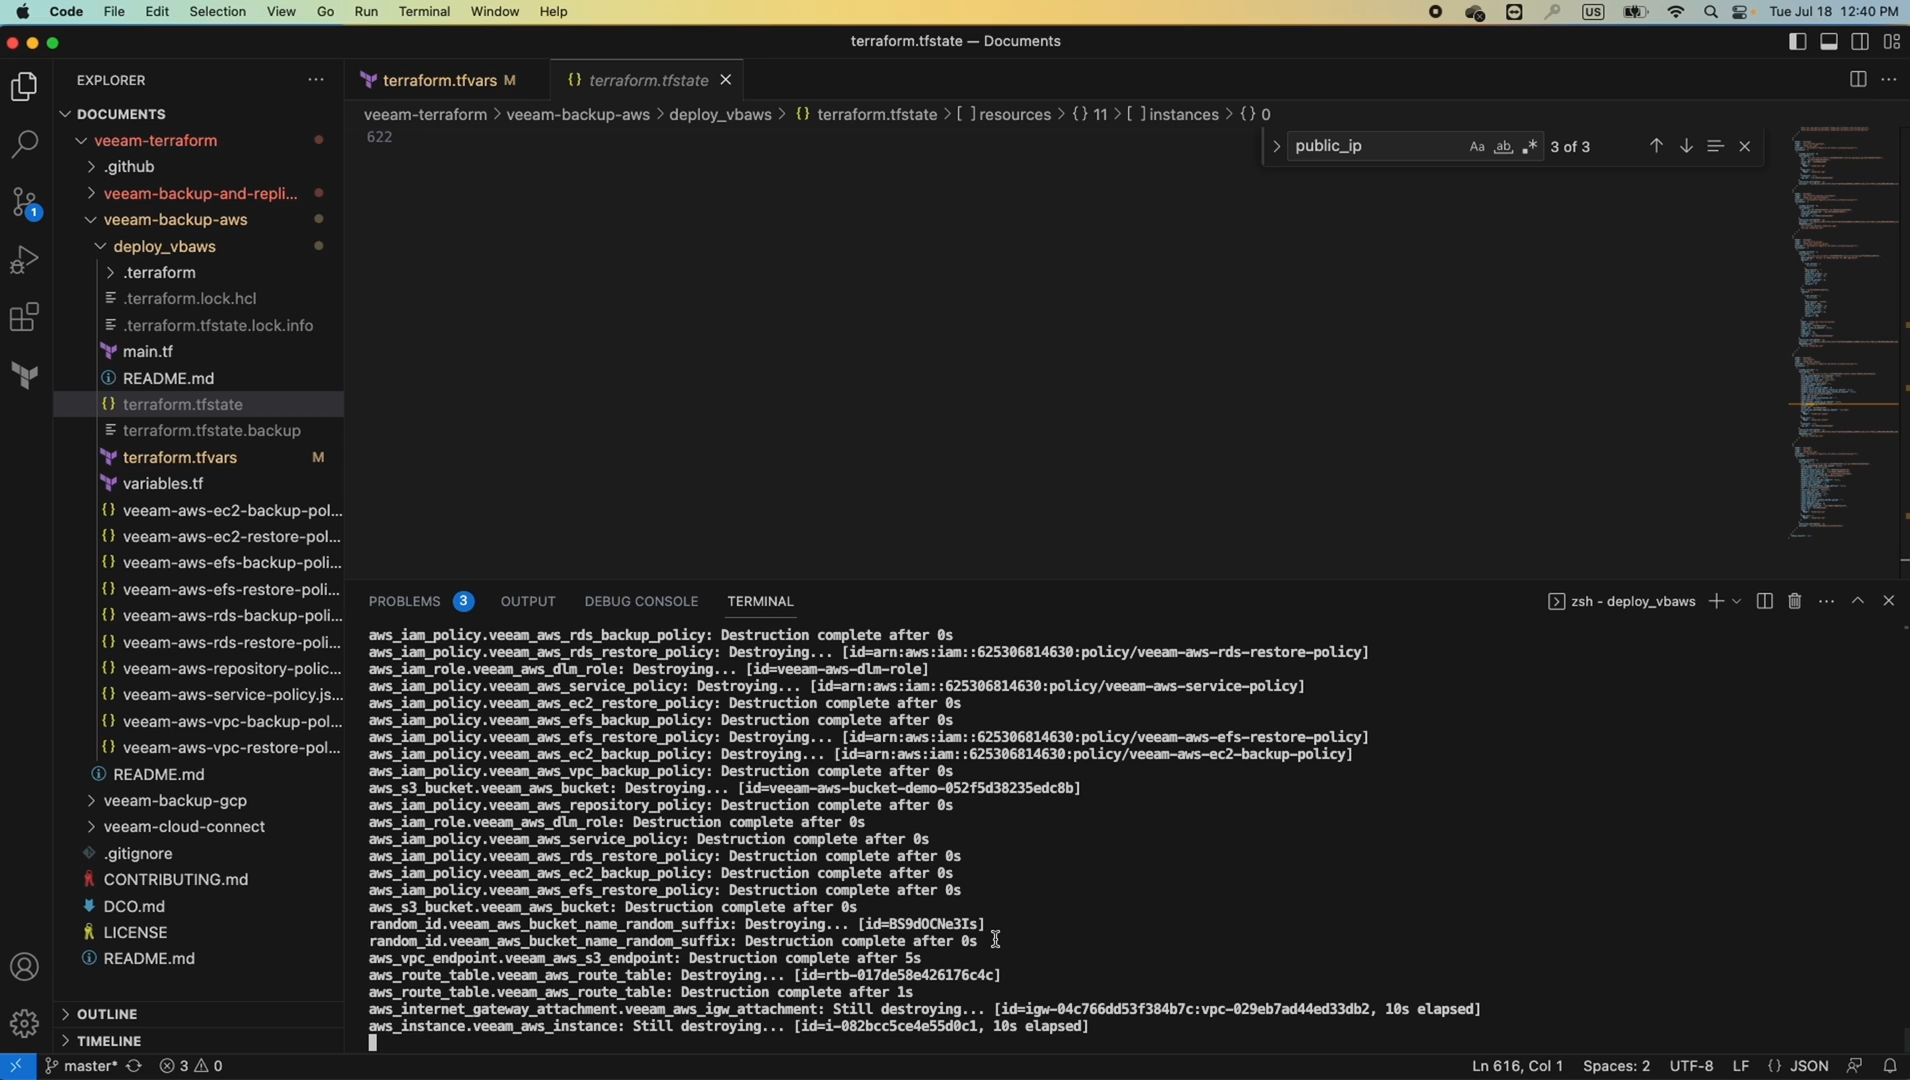 Code File Edit Selection View Go Run Terminal Window Help US Tue Jul 18 12:40 PM
terraform.tfstate — Documents
EXPLORER
terraform.tfvars M
terraform.tfstate
DOCUMENTS
veeam-terraform > veeam-backup-aws > deploy_vbaws > {} terraform.tfstate > [ ] resources > {} 11 > [ ] instances > {} 0
622
public_ip
Aa ab
3 of 3
veeam-terraform
.github
veeam-backup-and-repli...
veeam-backup-aws
deploy_vbaws
.terraform
.terraform.lock.hcl
.terraform.tfstate.lock.info
main.tf
README.md
terraform.tfstate
terraform.tfstate.backup
terraform.tfvars M
variables.tf
veeam-aws-ec2-backup-pol...
veeam-aws-ec2-restore-pol...
veeam-aws-efs-backup-poli...
veeam-aws-efs-restore-poli...
veeam-aws-rds-backup-poli...
veeam-aws-rds-restore-poli...
veeam-aws-repository-polic...
veeam-aws-service-policy.js...
veeam-aws-vpc-backup-pol...
veeam-aws-vpc-restore-pol...
README.md
veeam-backup-gcp
veeam-cloud-connect
.gitignore
CONTRIBUTING.md
DCO.md
LICENSE
README.md
OUTLINE
TIMELINE
1
PROBLEMS 3 OUTPUT DEBUG CONSOLE TERMINAL
zsh - deploy_vbaws
aws_iam_policy.veeam_aws_rds_backup_policy: Destruction complete after 0s
aws_iam_policy.veeam_aws_rds_restore_policy: Destroying... [id=arn:aws:iam::625306814630:policy/veeam-aws-rds-restore-policy]
aws_iam_role.veeam_aws_dlm_role: Destroying... [id=veeam-aws-dlm-role]
aws_iam_policy.veeam_aws_service_policy: Destroying... [id=arn:aws:iam::625306814630:policy/veeam-aws-service-policy]
aws_iam_policy.veeam_aws_ec2_restore_policy: Destruction complete after 0s
aws_iam_policy.veeam_aws_efs_backup_policy: Destruction complete after 0s
aws_iam_policy.veeam_aws_efs_restore_policy: Destroying... [id=arn:aws:iam::625306814630:policy/veeam-aws-efs-restore-policy]
aws_iam_policy.veeam_aws_ec2_backup_policy: Destroying... [id=arn:aws:iam::625306814630:policy/veeam-aws-ec2-backup-policy]
aws_iam_policy.veeam_aws_vpc_backup_policy: Destruction complete after 0s
aws_s3_bucket.veeam_aws_bucket: Destroying... [id=veeam-aws-bucket-demo-052f5d38235edc8b]
aws_iam_policy.veeam_aws_repository_policy: Destruction complete after 0s
aws_iam_role.veeam_aws_dlm_role: Destruction complete after 0s
aws_iam_policy.veeam_aws_service_policy: Destruction complete after 0s
aws_iam_policy.veeam_aws_rds_restore_policy: Destruction complete after 0s
aws_iam_policy.veeam_aws_ec2_backup_policy: Destruction complete after 0s
aws_iam_policy.veeam_aws_efs_restore_policy: Destruction complete after 0s
aws_s3_bucket.veeam_aws_bucket: Destruction complete after 0s
random_id.veeam_aws_bucket_name_random_suffix: Destroying... [id=BS9dOCNe3Is]
random_id.veeam_aws_bucket_name_random_suffix: Destruction complete after 0s
aws_vpc_endpoint.veeam_aws_s3_endpoint: Destruction complete after 5s
aws_route_table.veeam_aws_route_table: Destroying... [id=rtb-017de58e426176c4c]
aws_route_table.veeam_aws_route_table: Destruction complete after 1s
aws_internet_gateway_attachment.veeam_aws_igw_attachment: Still destroying... [id=igw-04c766dd53f384b7c:vpc-029eb7ad44ed33db2, 10s elapsed]
aws_instance.veeam_aws_instance: Still destroying... [id=i-082bcc5ce4e55d0c1, 10s elapsed]
master* 3 0 Ln 616, Col 1 Spaces: 2 UTF-8 LF {} JSON